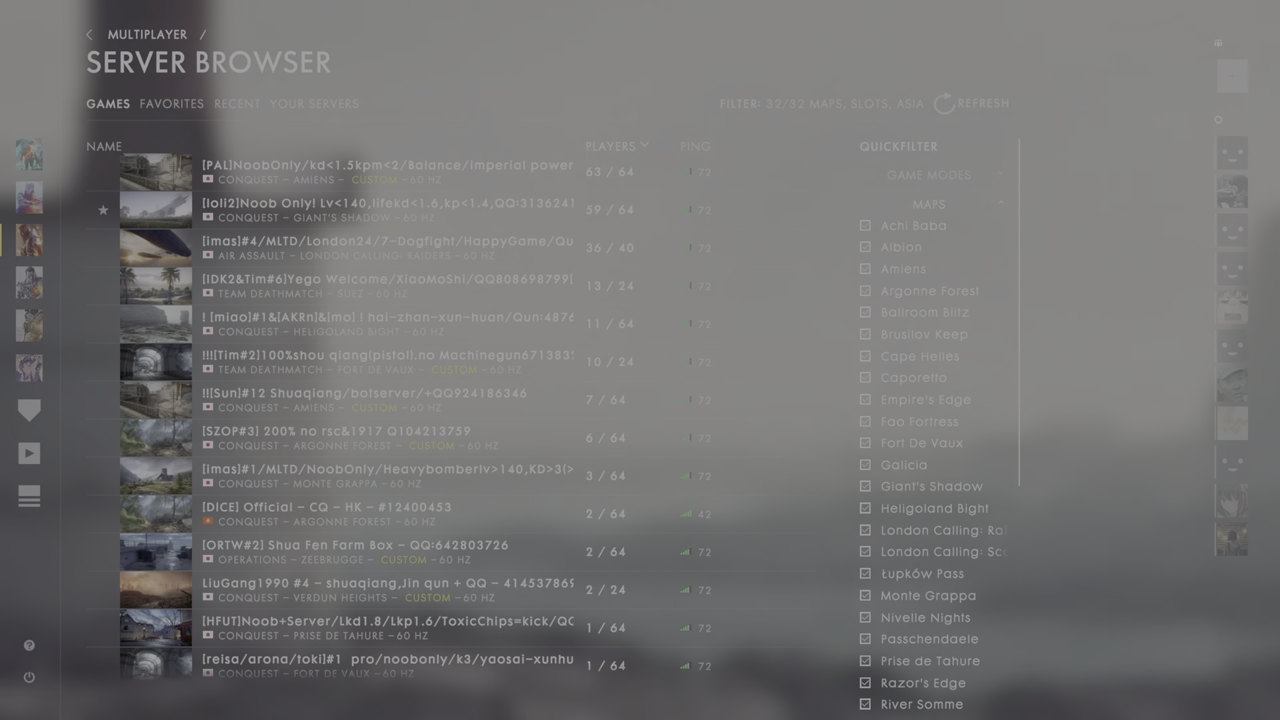 MULTIPLAYER /
SERVER BROWSER
GAMES FAVORITES RECENT YOUR SERVERS
FILTER: 32/32 MAPS, SLOTS, ASIA REFRESH
NAME PLAYERS PING
[PAL]NoobOnly/kd<1.5kpm<2/Balance/imperial power
CONQUEST – AMIENS – CUSTOM – 60 HZ
63 / 64 72
[loli2]Noob Only! Lv<140,lifekd<1.6,kp<1.4,QQ:3136241
CONQUEST – GIANT'S SHADOW – 60 HZ
59 / 64 72
[imas]#4/MLTD/London24/7-Dogfight/HappyGame/Qu
AIR ASSAULT – LONDON CALLING: RAIDERS – 60 HZ
36 / 40 72
[IDK2&Tim#6]Yego Welcome/XiaoMoShi/QQ808698799[
TEAM DEATHMATCH – SUEZ – 60 HZ
13 / 24 72
! [miao]#1&[AKRn]&[mo] ! hai-zhan-xun-huan/Qun:4876
CONQUEST – HELIGOLAND BIGHT – 60 HZ
11 / 64 72
!!![Tim#2]100%shou qiang(pistol).no Machinegun6713832
TEAM DEATHMATCH – FORT DE VAUX – CUSTOM – 60 HZ
10 / 24 72
!![Sun]#12 Shuaqiang/botserver/+QQ924186346
CONQUEST – AMIENS – CUSTOM – 60 HZ
7 / 64 72
[SZOP#3] 200% no rsc&1917 Q104213759
CONQUEST – ARGONNE FOREST – CUSTOM – 60 HZ
6 / 64 72
[imas]#1/MLTD/NoobOnly/Heavybomberlv>140,KD>3(>
CONQUEST – MONTE GRAPPA – 60 HZ
3 / 64 72
[DICE] Official – CQ – HK – #12400453
CONQUEST – ARGONNE FOREST – 60 HZ
2 / 64 42
[ORTW#2] Shua Fen Farm Box – QQ:642803726
OPERATIONS – ZEEBRUGGE – CUSTOM – 60 HZ
2 / 64 72
LiuGang1990 #4 – shuaqiang,Jin qun + QQ – 414537869
CONQUEST – VERDUN HEIGHTS – CUSTOM – 60 HZ
2 / 24 72
[HFUT]Noob+Server/Lkd1.8/Lkp1.6/ToxicChips=kick/QQ
CONQUEST – PRISE DE TAHURE – 60 HZ
1 / 64 72
[reisa/arona/toki]#1 pro/noobonly/k3/yaosai-xunhu
CONQUEST – FORT DE VAUX – 60 HZ
1 / 64 72
QUICKFILTER
GAME MODES
MAPS
Achi Baba
Albion
Amiens
Argonne Forest
Ballroom Blitz
Brusilov Keep
Cape Helles
Caporetto
Empire's Edge
Fao Fortress
Fort De Vaux
Galicia
Giant's Shadow
Heligoland Bight
London Calling: Rai
London Calling: Sco
Łupków Pass
Monte Grappa
Nivelle Nights
Passchendaele
Prise de Tahure
Razor's Edge
River Somme